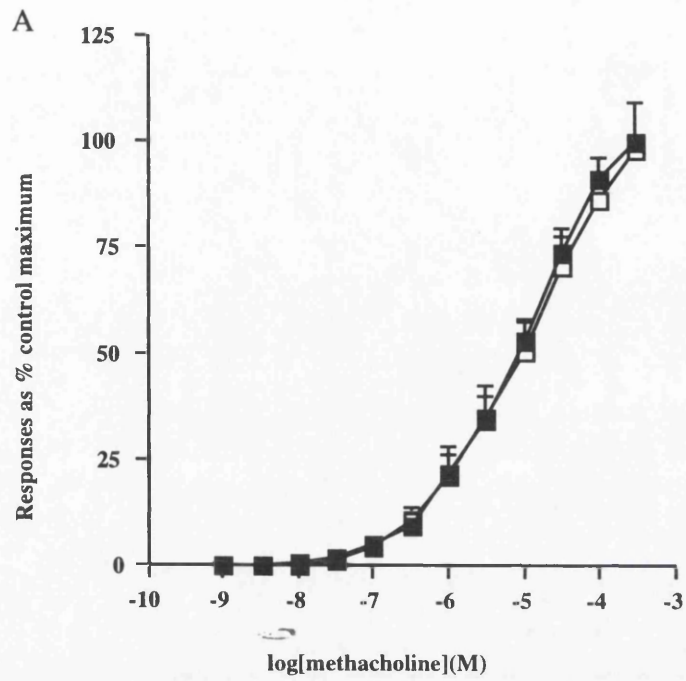 A
125
100
75
50
25
0
-10 -9 -8 -7 -6 -5 -4 -3
Responses as % control maximum
log[methacholine](M)